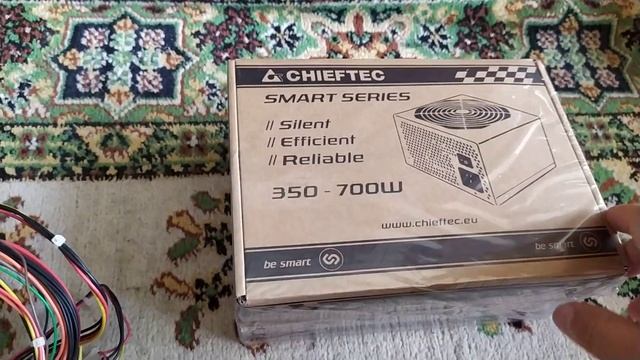 CHIEFTEC
SMART SERIES
// Silent
// Efficient
// Reliable
350 - 700W
www.chieftec.eu
be smart
be smart